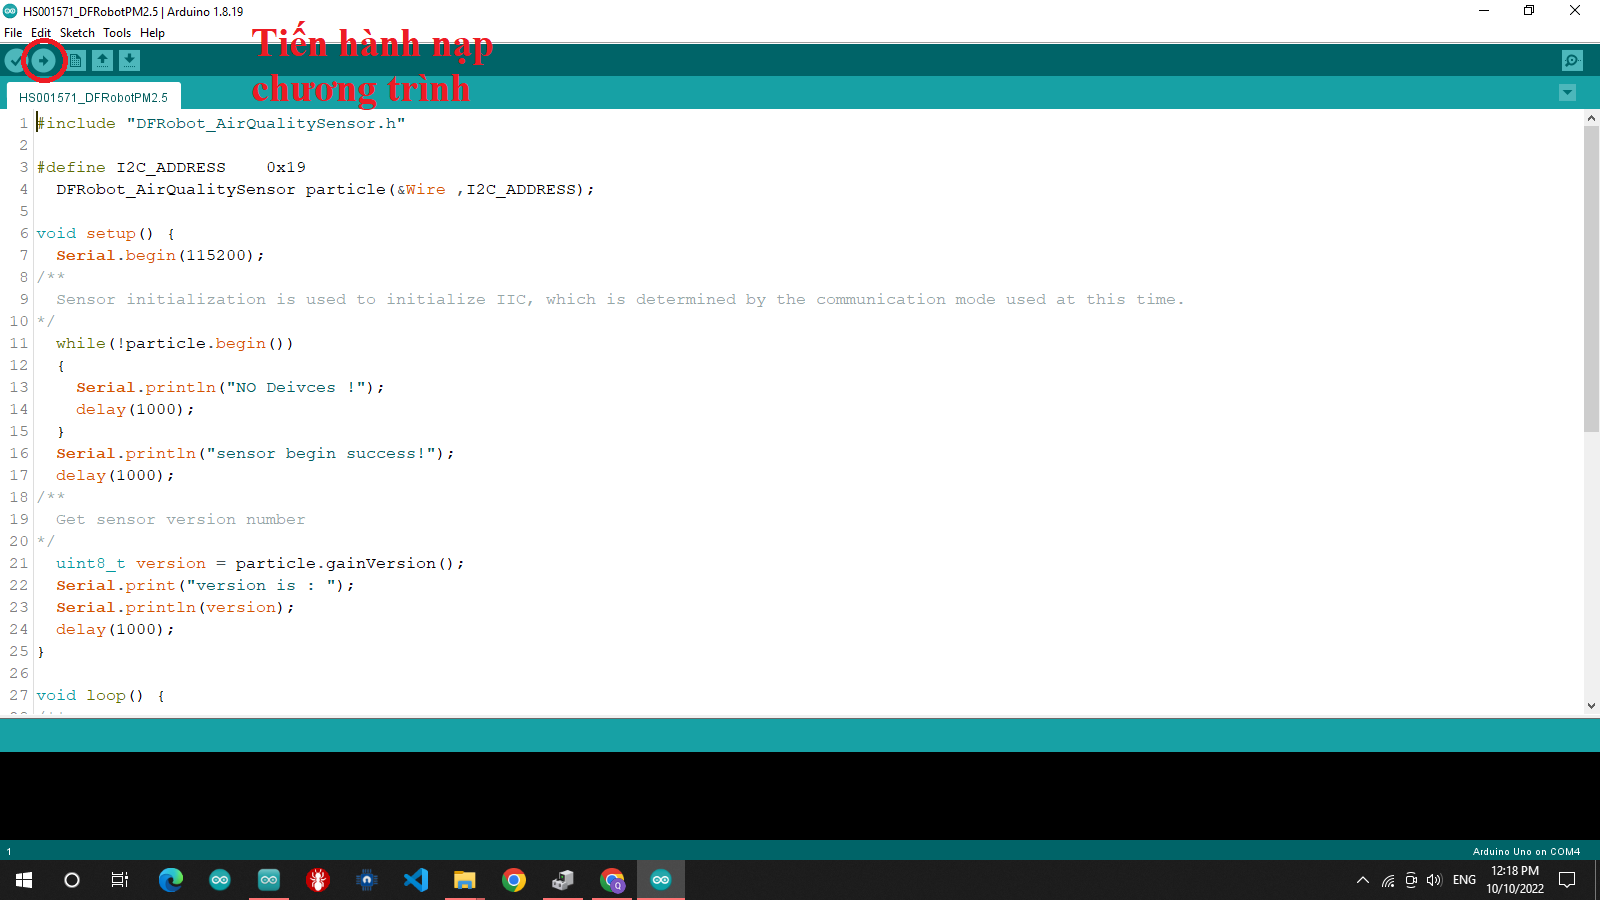 HS001571_DFRobotPM2.5 | Arduino 1.8.19
File Edit Sketch Tools Help
Tiến hành nạp
chương trình
HS001571_DFRobotPM2.5
1 #include "DFRobot_AirQualitySensor.h"
2
3 #define I2C_ADDRESS    0x19
4   DFRobot_AirQualitySensor particle(&Wire ,I2C_ADDRESS);
5
6 void setup() {
7   Serial.begin(115200);
8 /**
9   Sensor initialization is used to initialize IIC, which is determined by the communication mode used at this time.
10 */
11   while(!particle.begin())
12   {
13     Serial.println("NO Deivces !");
14     delay(1000);
15   }
16   Serial.println("sensor begin success!");
17   delay(1000);
18 /**
19   Get sensor version number
20 */
21   uint8_t version = particle.gainVersion();
22   Serial.print("version is : ");
23   Serial.println(version);
24   delay(1000);
25 }
26
27 void loop() {
1
Arduino Uno on COM4
ENG
12:18 PM
10/10/2022